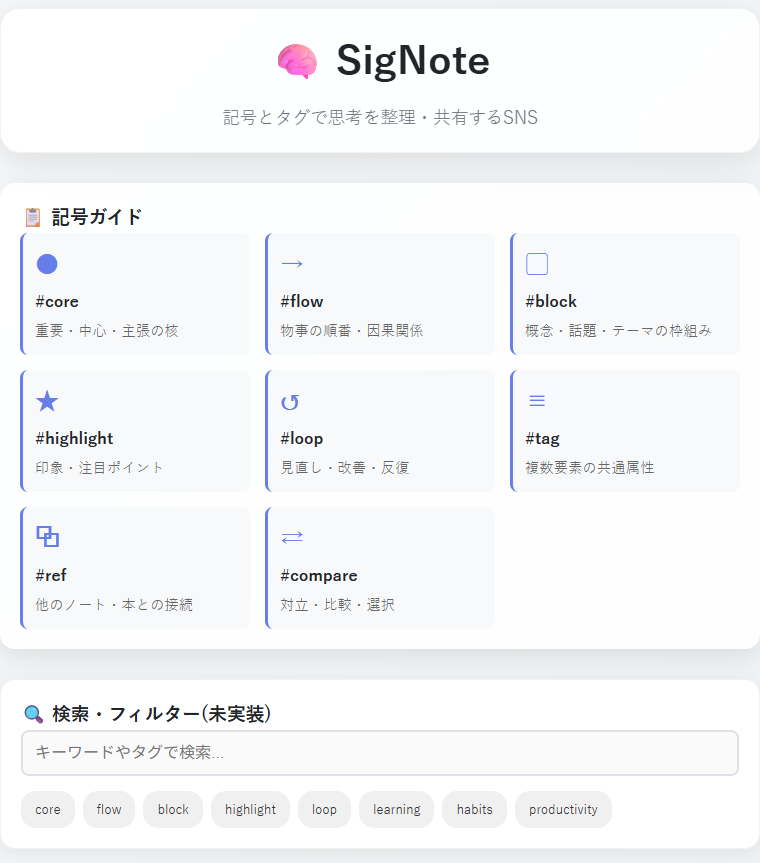 SigNote
記号とタグで思考を整理・共有するSNS
記号ガイド
#core
重要・中心・主張の核
#flow
物事の順番・因果関係
#block
概念・話題・テーマの枠組み
#highlight
印象・注目ポイント
#loop
見直し・改善・反復
#tag
複数要素の共通属性
#ref
他のノート・本との接続
#compare
対立・比較・選択
検索・フィルター(未実装)
キーワードやタグで検索...
core flow block highlight loop learning habits productivity